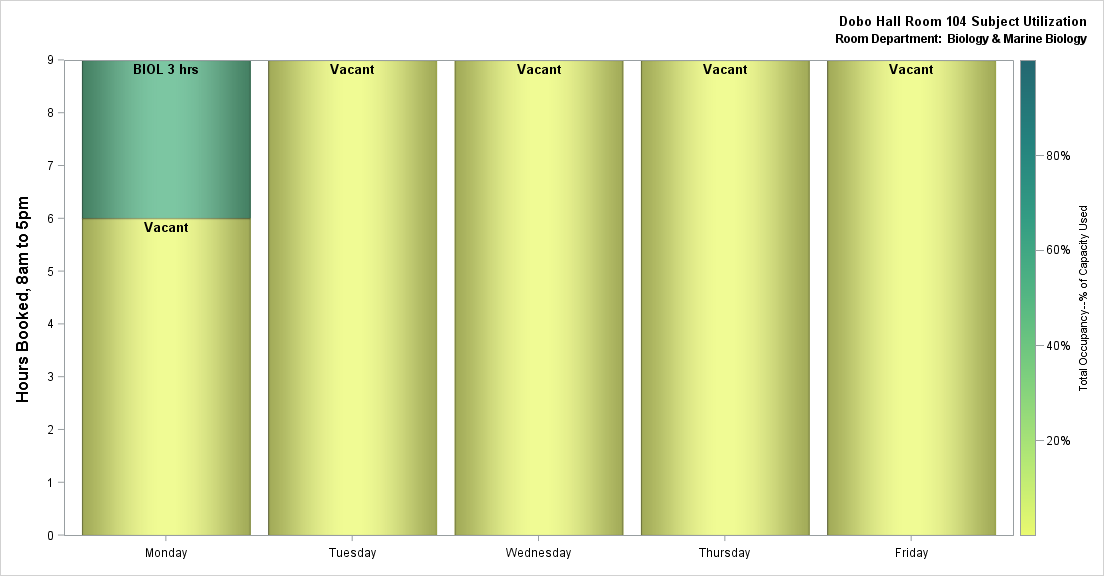 Dobo Hall Room 104 Subject Utilization
Room Department: Biology & Marine Biology
Hours Booked, 8am to 5pm
9
8
7
6
5
4
3
2
1
0
BIOL 3 hrs
Vacant
Vacant
Vacant
Vacant
Vacant
Monday
Tuesday
Wednesday
Thursday
Friday
80%
60%
40%
20%
Total Occupancy--% of Capacity Used